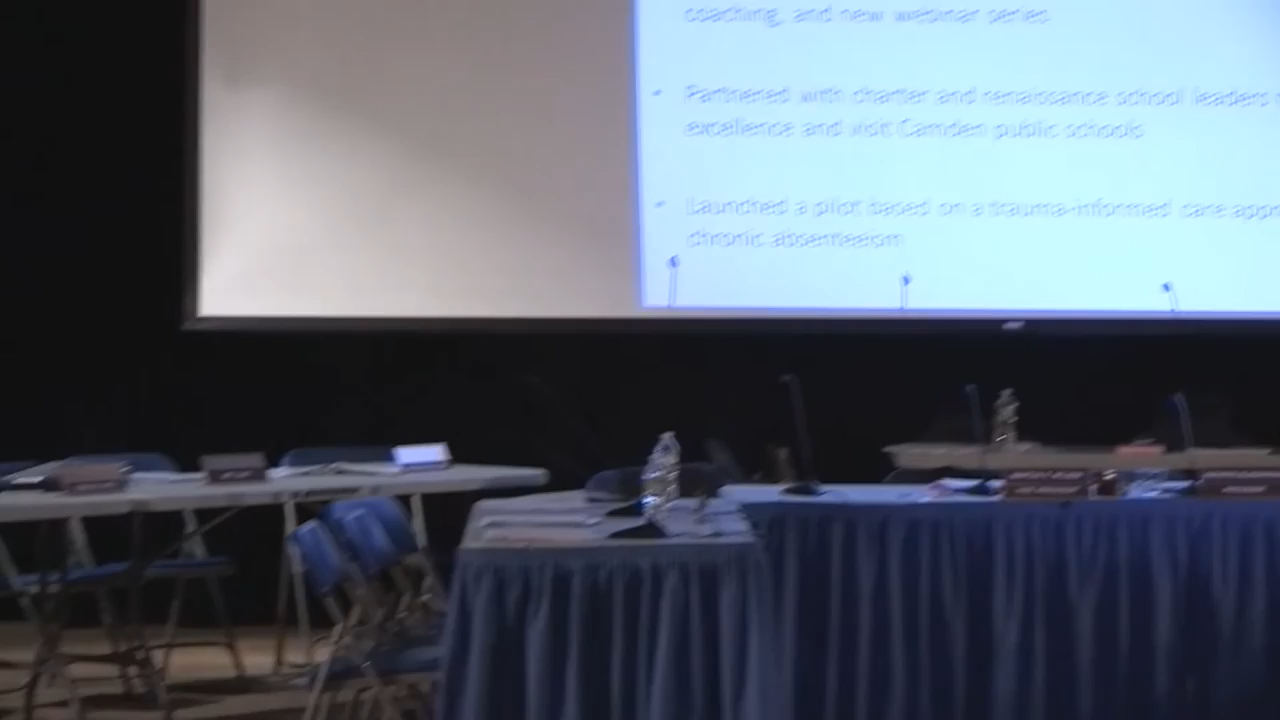 coaching, and new webinar series
• Partnered with charter and renaissance school leaders
excellence and visit Camden public schools
• Launched a pilot based on a trauma-informed care
chronic absenteeism